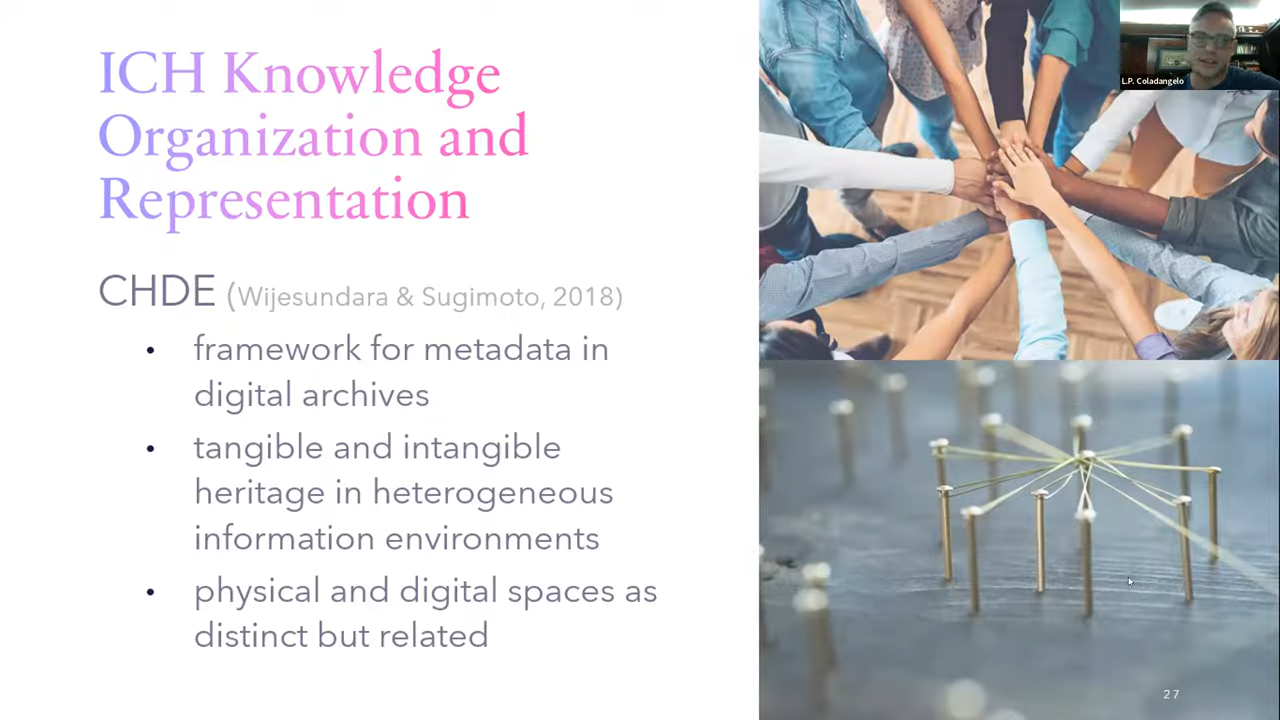 ICH Knowledge
Organization and
Representation
CHDE (Wijesundara & Sugimoto, 2018)
• framework for metadata in
digital archives
• tangible and intangible
heritage in heterogeneous
information environments
• physical and digital spaces as
distinct but related
L.P. Coladangelo
27